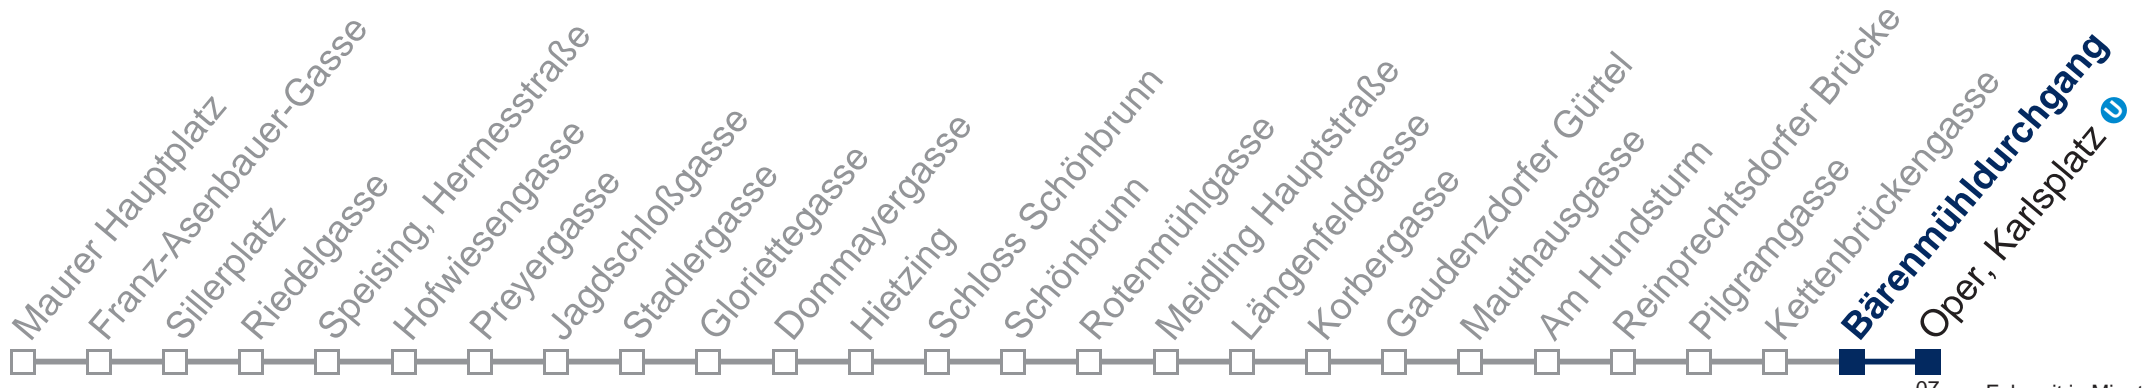 Maurer Hauptplatz
Franz-Asenbauer-Gasse
Sillerplatz
Riedelgasse
Speising, Hermesstraße
Hofwiesengasse
Preyergasse
Jagdschloßgasse
Stadlergasse
Gloriettegasse
Dommayergasse
Hietzing
Schloss Schönbrunn
Schönbrunn
Rotenmühlgasse
Meidling Hauptstraße
Längenfeldgasse
Korbergasse
Gaudenzdorfer Gürtel
Mauthausgasse
Am Hundsturm
Reinprechtsdorfer Brücke
Pilgramgasse
Kettenbrückengasse
Bärenmühldurchgang
Oper, Karlsplatz U